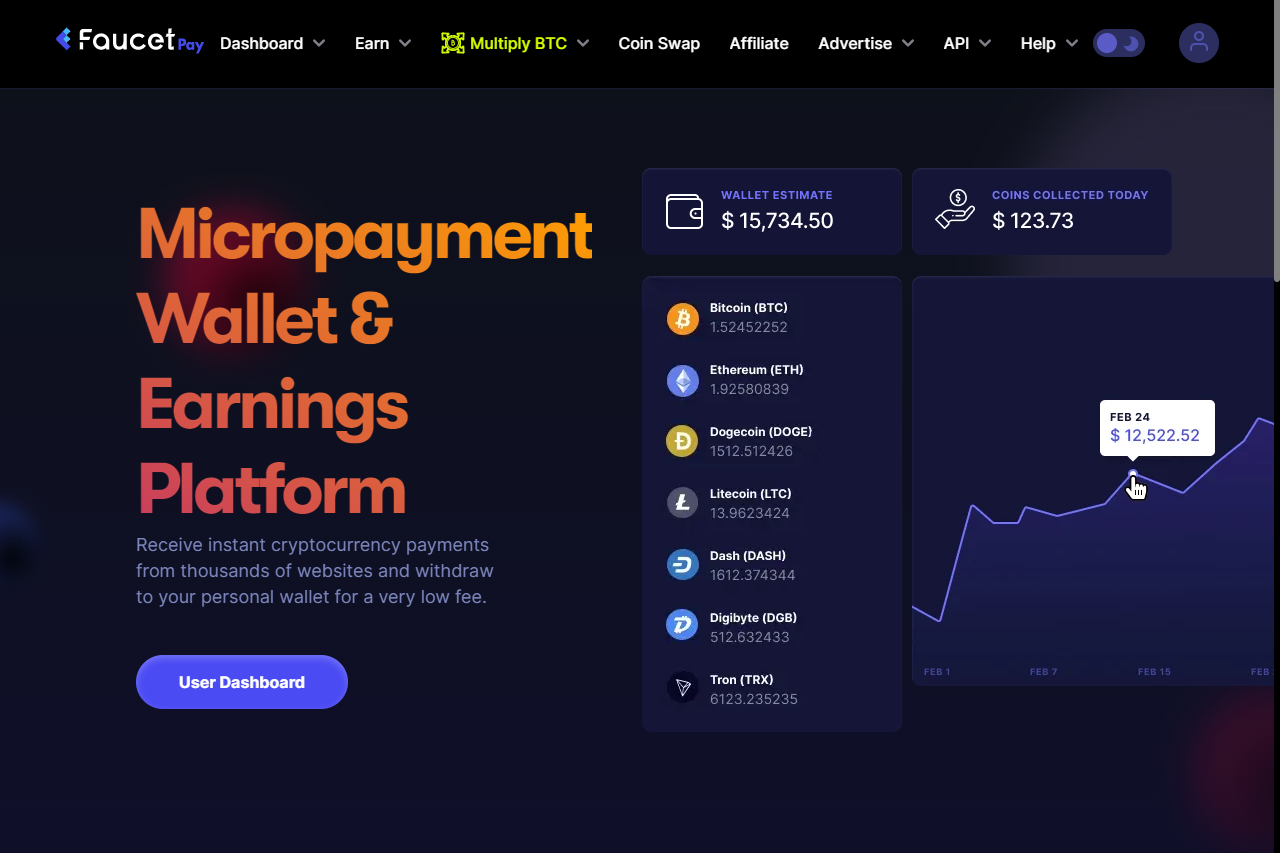 Faucet Pay
Dashboard
Earn
Multiply BTC
Coin Swap
Affiliate
Advertise
API
Help
Micropayment
Wallet &
Earnings
Platform
Receive instant cryptocurrency payments
from thousands of websites and withdraw
to your personal wallet for a very low fee.
User Dashboard
WALLET ESTIMATE
$ 15,734.50
COINS COLLECTED TODAY
$ 123.73
Bitcoin (BTC)
1.52452252
Ethereum (ETH)
1.92580839
Dogecoin (DOGE)
1512.512426
Litecoin (LTC)
13.9623424
Dash (DASH)
1612.374344
Digibyte (DGB)
512.632433
Tron (TRX)
6123.235235
FEB 24
$ 12,522.52
FEB 1
FEB 7
FEB 15
FEB